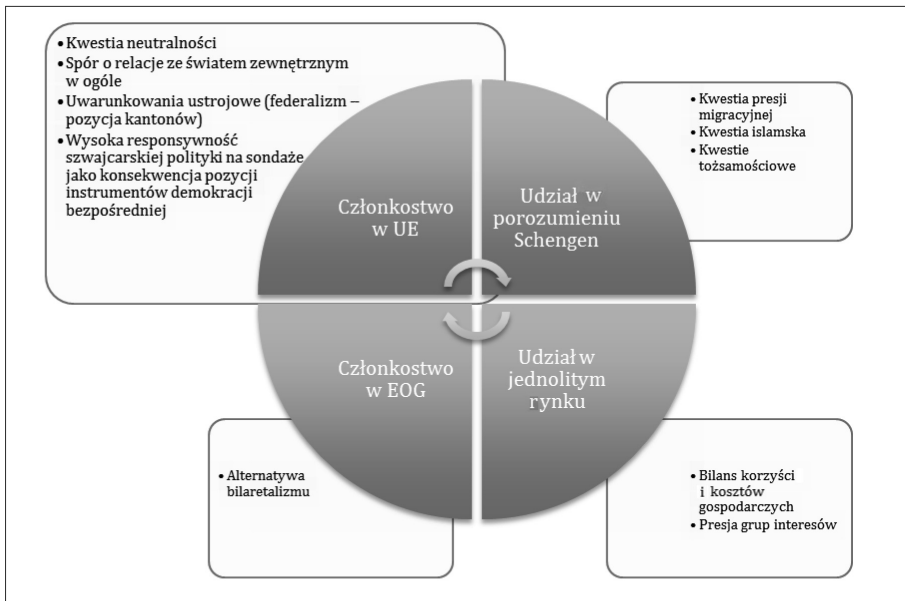 • Kwestia neutralności
• Spór o relacje ze światem zewnętrznym
w ogóle
• Uwarunkowania ustrojowe (federalizm –
pozycja kantonów)
• Wysoka responsywność
szwajcarskiej polityki na sondaże
jako konsekwencja pozycji
instrumentów demokracji
bezpośredniej
Członkostwo
w UE
Udział w
porozumieniu
Schengen
• Kwestia presji
migracyjnej
• Kwestia islamska
• Kwestie
tożsamościowe
Członkostwo
w EOG
Udział w
jednolitym
rynku
• Alternatywa
bilaretalizmu
• Bilans korzyści
i kosztów
gospodarczych
• Presja grup interesów